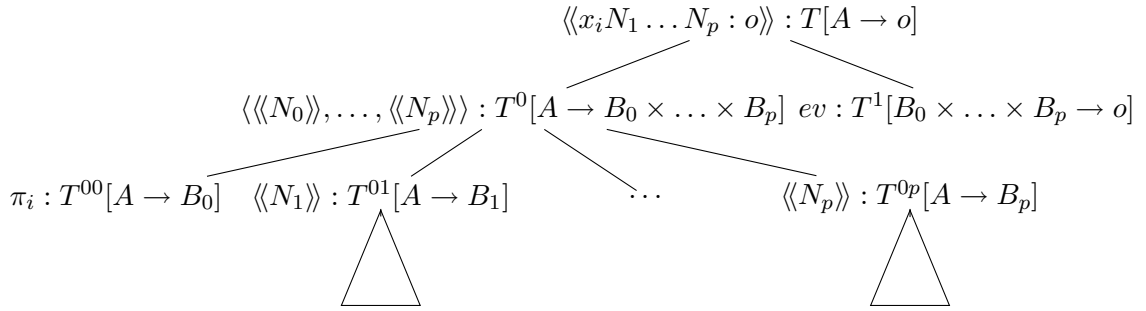 ⟨⟨x_i N_1 … N_p : o⟩⟩ : T[A → o]
⟨⟨⟨N_0⟩⟩, …, ⟨⟨N_p⟩⟩⟩ : T^0[A → B_0 × … × B_p] ev : T^1[B_0 × … × B_p → o]
π_i : T^{00}[A → B_0] ⟨⟨N_1⟩⟩ : T^{01}[A → B_1] ⋯ ⟨⟨N_p⟩⟩ : T^{0p}[A → B_p]